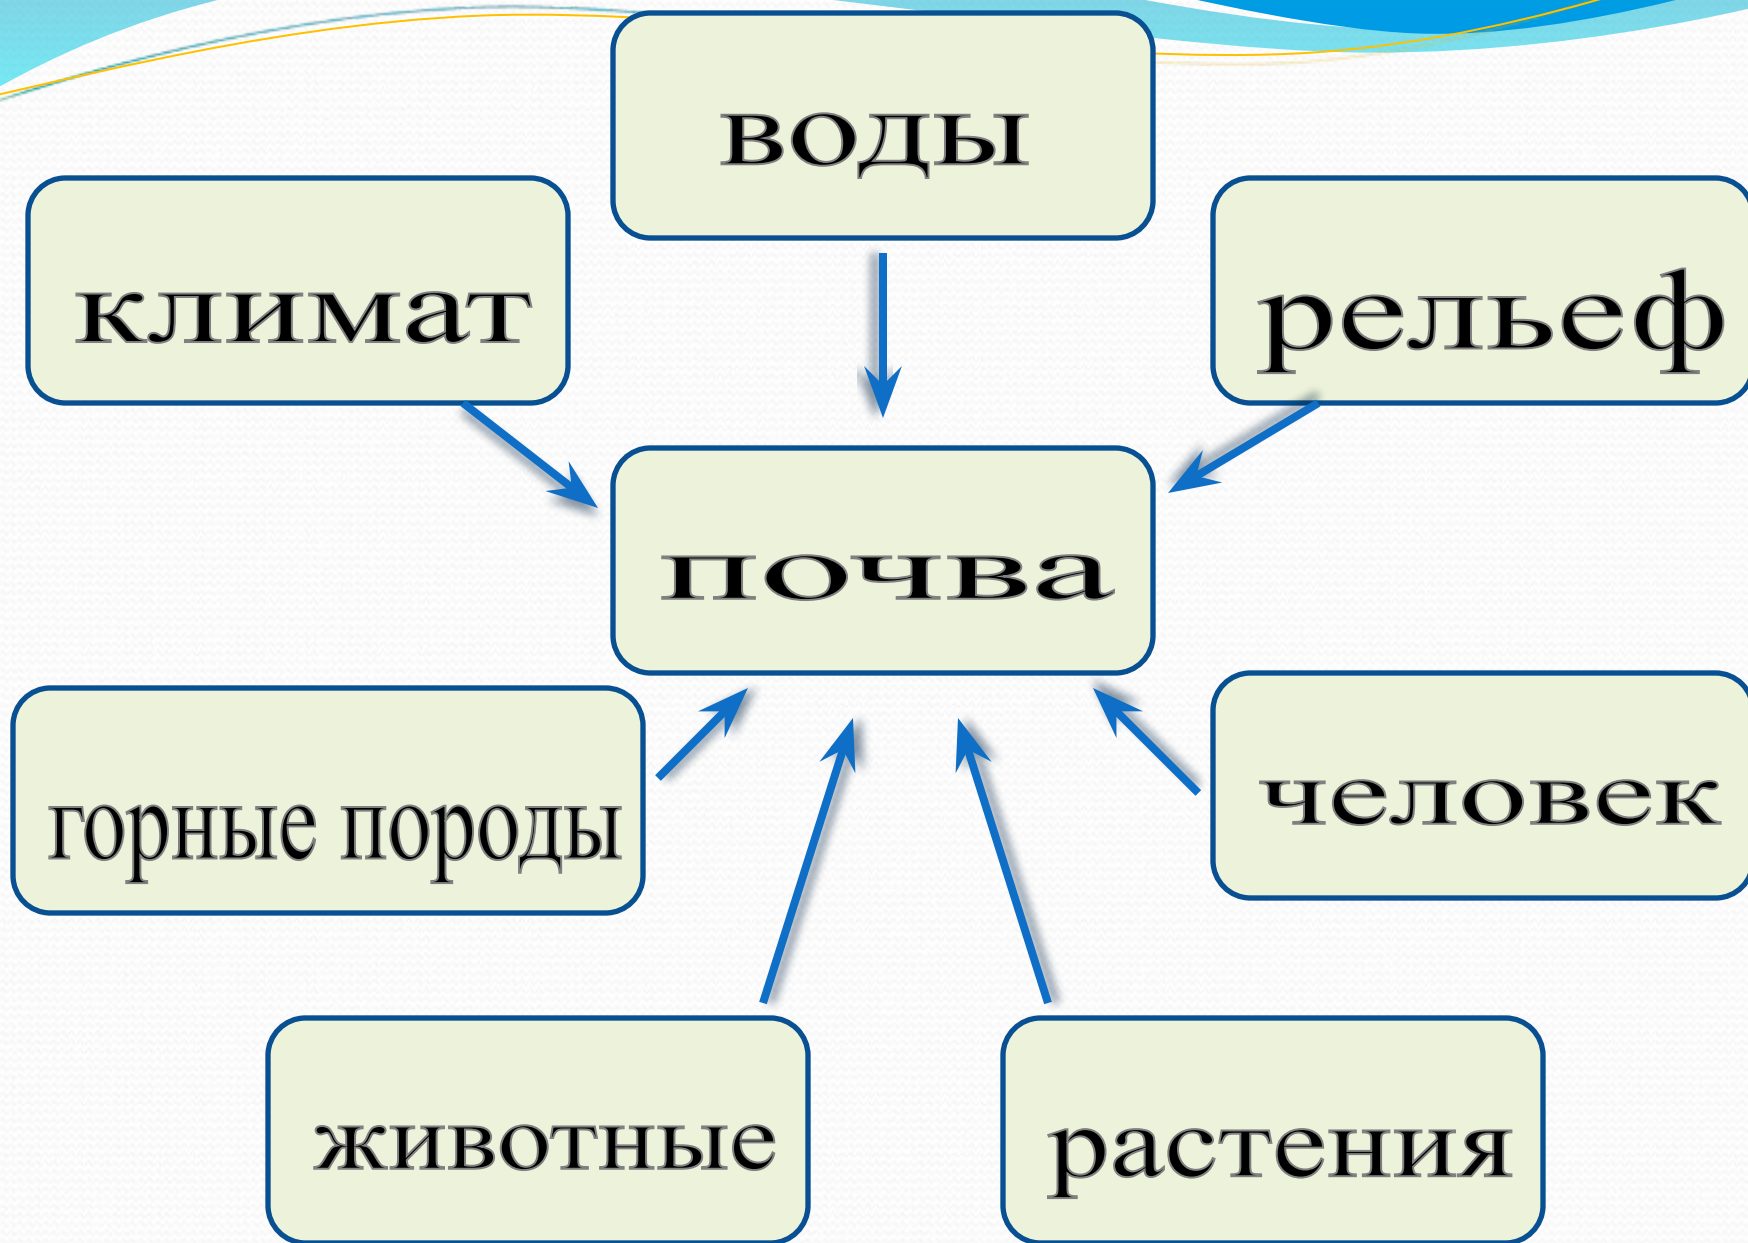 воды
климат
рельеф
почва
горные породы
человек
животные
растения